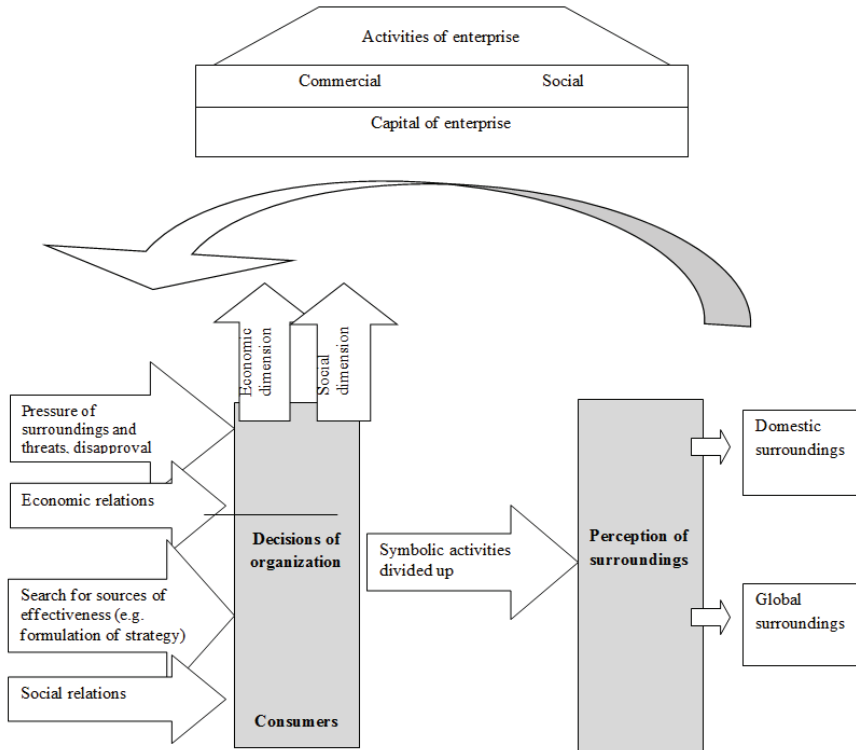 Activities of enterprise
Commercial
Social
Capital of enterprise
Economic
dimension
Social
dimension
Pressure of
surroundings and
threats, disapproval
Economic relations
Search for sources of
effectiveness (e.g.
formulation of strategy)
Social relations
Decisions of
organization
Consumers
Symbolic activities
divided up
Perception of
surroundings
Domestic
surroundings
Global
surroundings